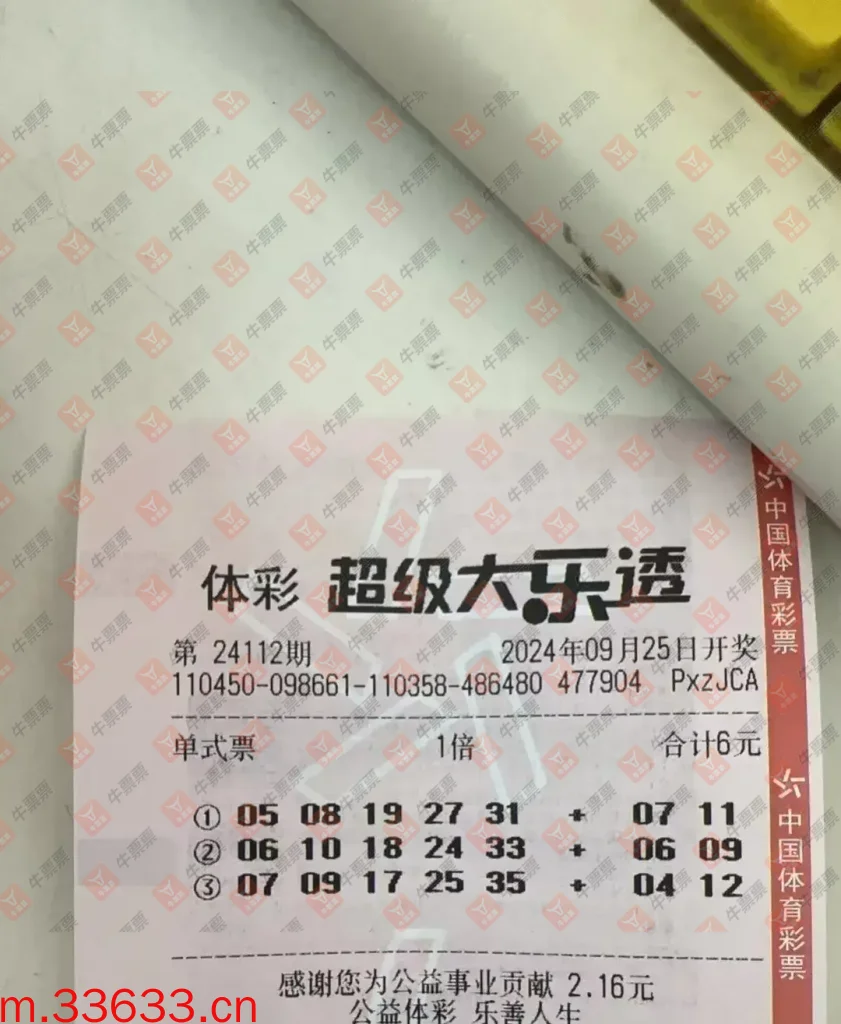 体彩 超级大乐透
第 24112期 2024年09月25日开奖
110450-098661-110358-486480 477904 PxzJCA
单式票 1倍 合计6元
① 05 08 19 27 31 + 07 11
② 06 10 18 24 33 + 06 09
③ 07 09 17 25 35 + 04 12
感谢您为公益事业贡献 2.16元
公益体彩 乐善人生
中国体育彩票
中国体育彩票
m.33633.cn
牛票票